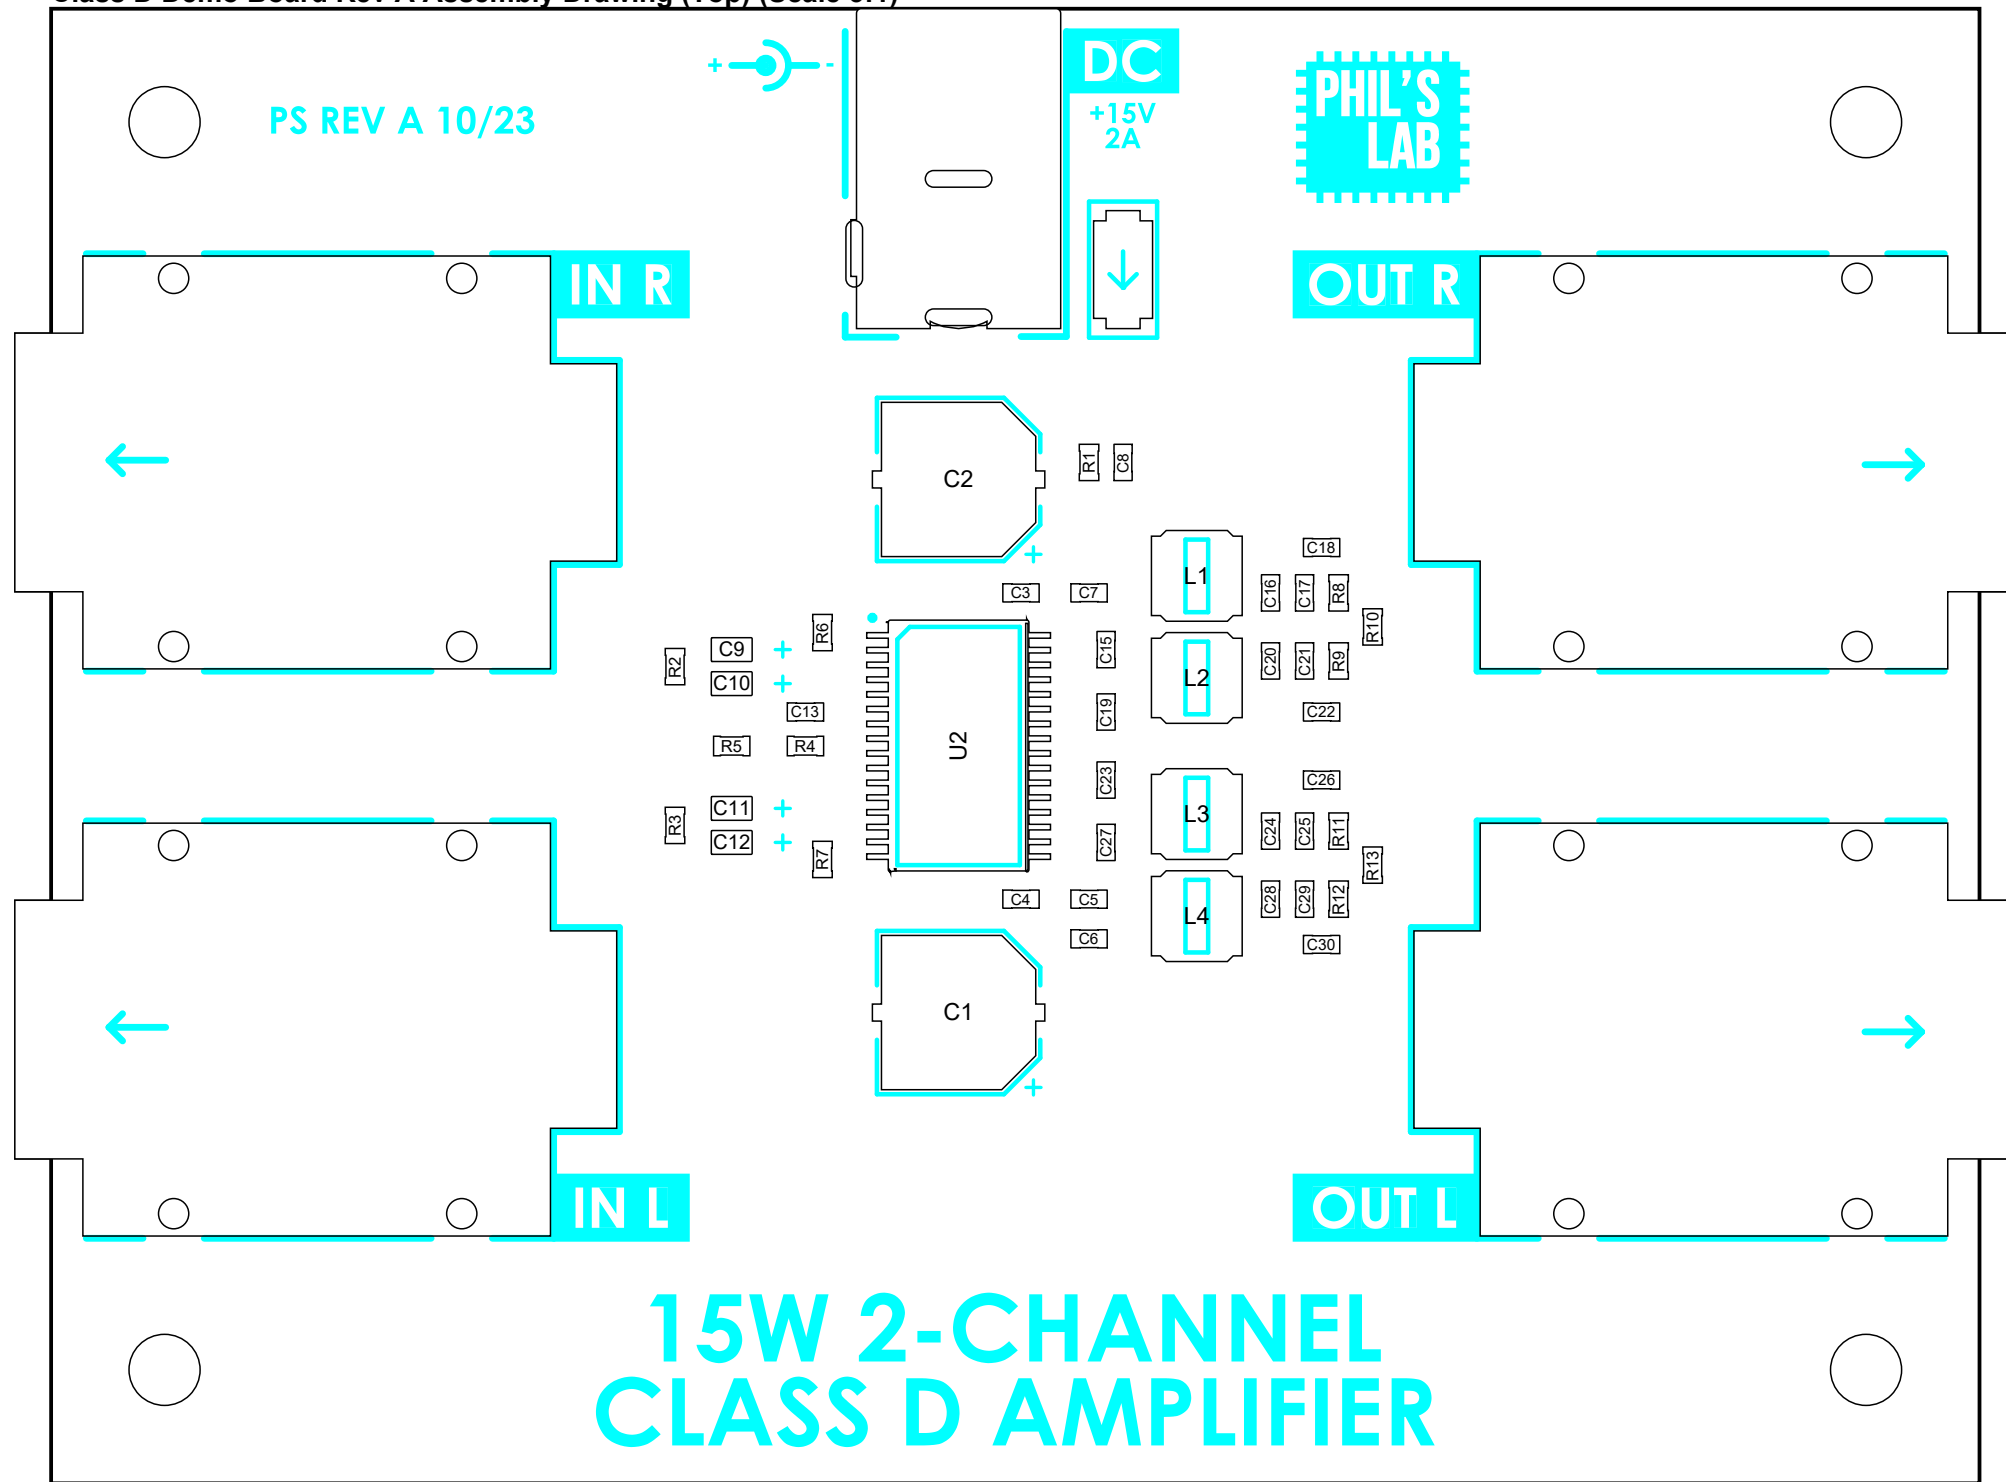 + - DC
PS REV A 10/23
+15V
2A
PHIL'S
LAB
IN R
OUT R
C2
R1
C8
+
L1
C18
C3
C7
C16
C17
R8
R10
R6
C9 +
R2
C10 +
C15
L2
C20
C21
R9
C13
C19
C22
R5
R4
U2
C23
C26
C11 +
R3
C12 +
R7
C27
L3
C24
C25
R11
R13
C4
C5
C6
L4
C28
C29
R12
C30
C1
+
IN L
OUT L
15W 2-CHANNEL
CLASS D AMPLIFIER